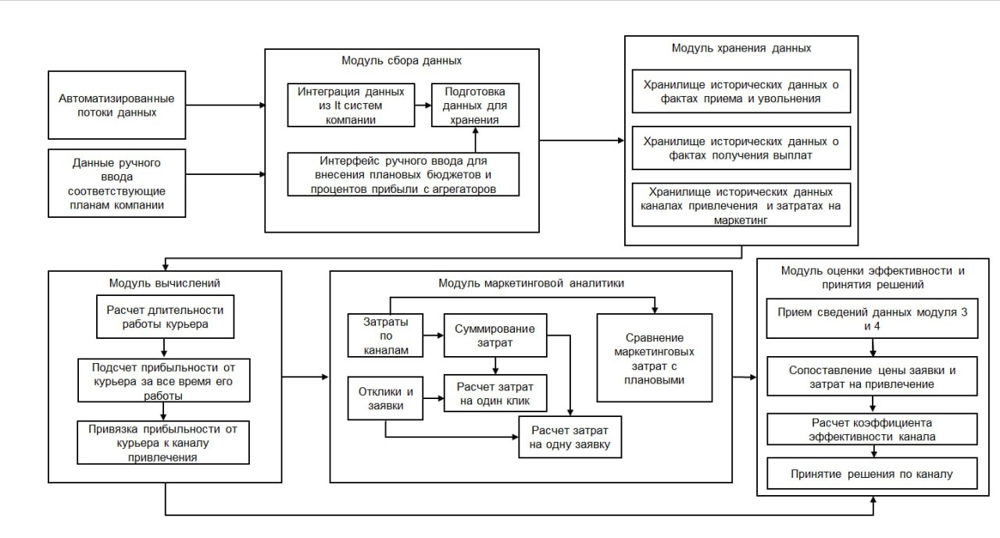 Автоматизированные
потоки данных
Данные ручного
ввода
соответствующие
планам компании
Модуль сбора данных
Интеграция данных
из It систем
компании
Подготовка
данных для
хранения
Интерфейс ручного ввода для
внесения плановых бюджетов и
процентов прибыли с агрегаторов
Модуль хранения данных
Хранилище исторических данных о
фактах приема и увольнения
Хранилище исторических данных о
фактах получения выплат
Хранилище исторических данных
каналах привлечения и затратах на
маркетинг
Модуль вычислений
Расчет длительности
работы курьера
Подсчет прибыльности от
курьера за все время его
работы
Привязка прибыльности от
курьера к каналу
привлечения
Модуль маркетинговой аналитики
Затраты
по
каналам
Суммирование
затрат
Отклики и
заявки
Расчет затрат
на один клик
Расчет затрат
на одну заявку
Сравнение
маркетинговых
затрат с
плановыми
Модуль оценки эффективности и
принятия решений
Прием сведений данных модуля 3
и 4
Сопоставление цены заявки и
затрат на привлечение
Расчет коэффициента
эффективности канала
Принятие решения по каналу